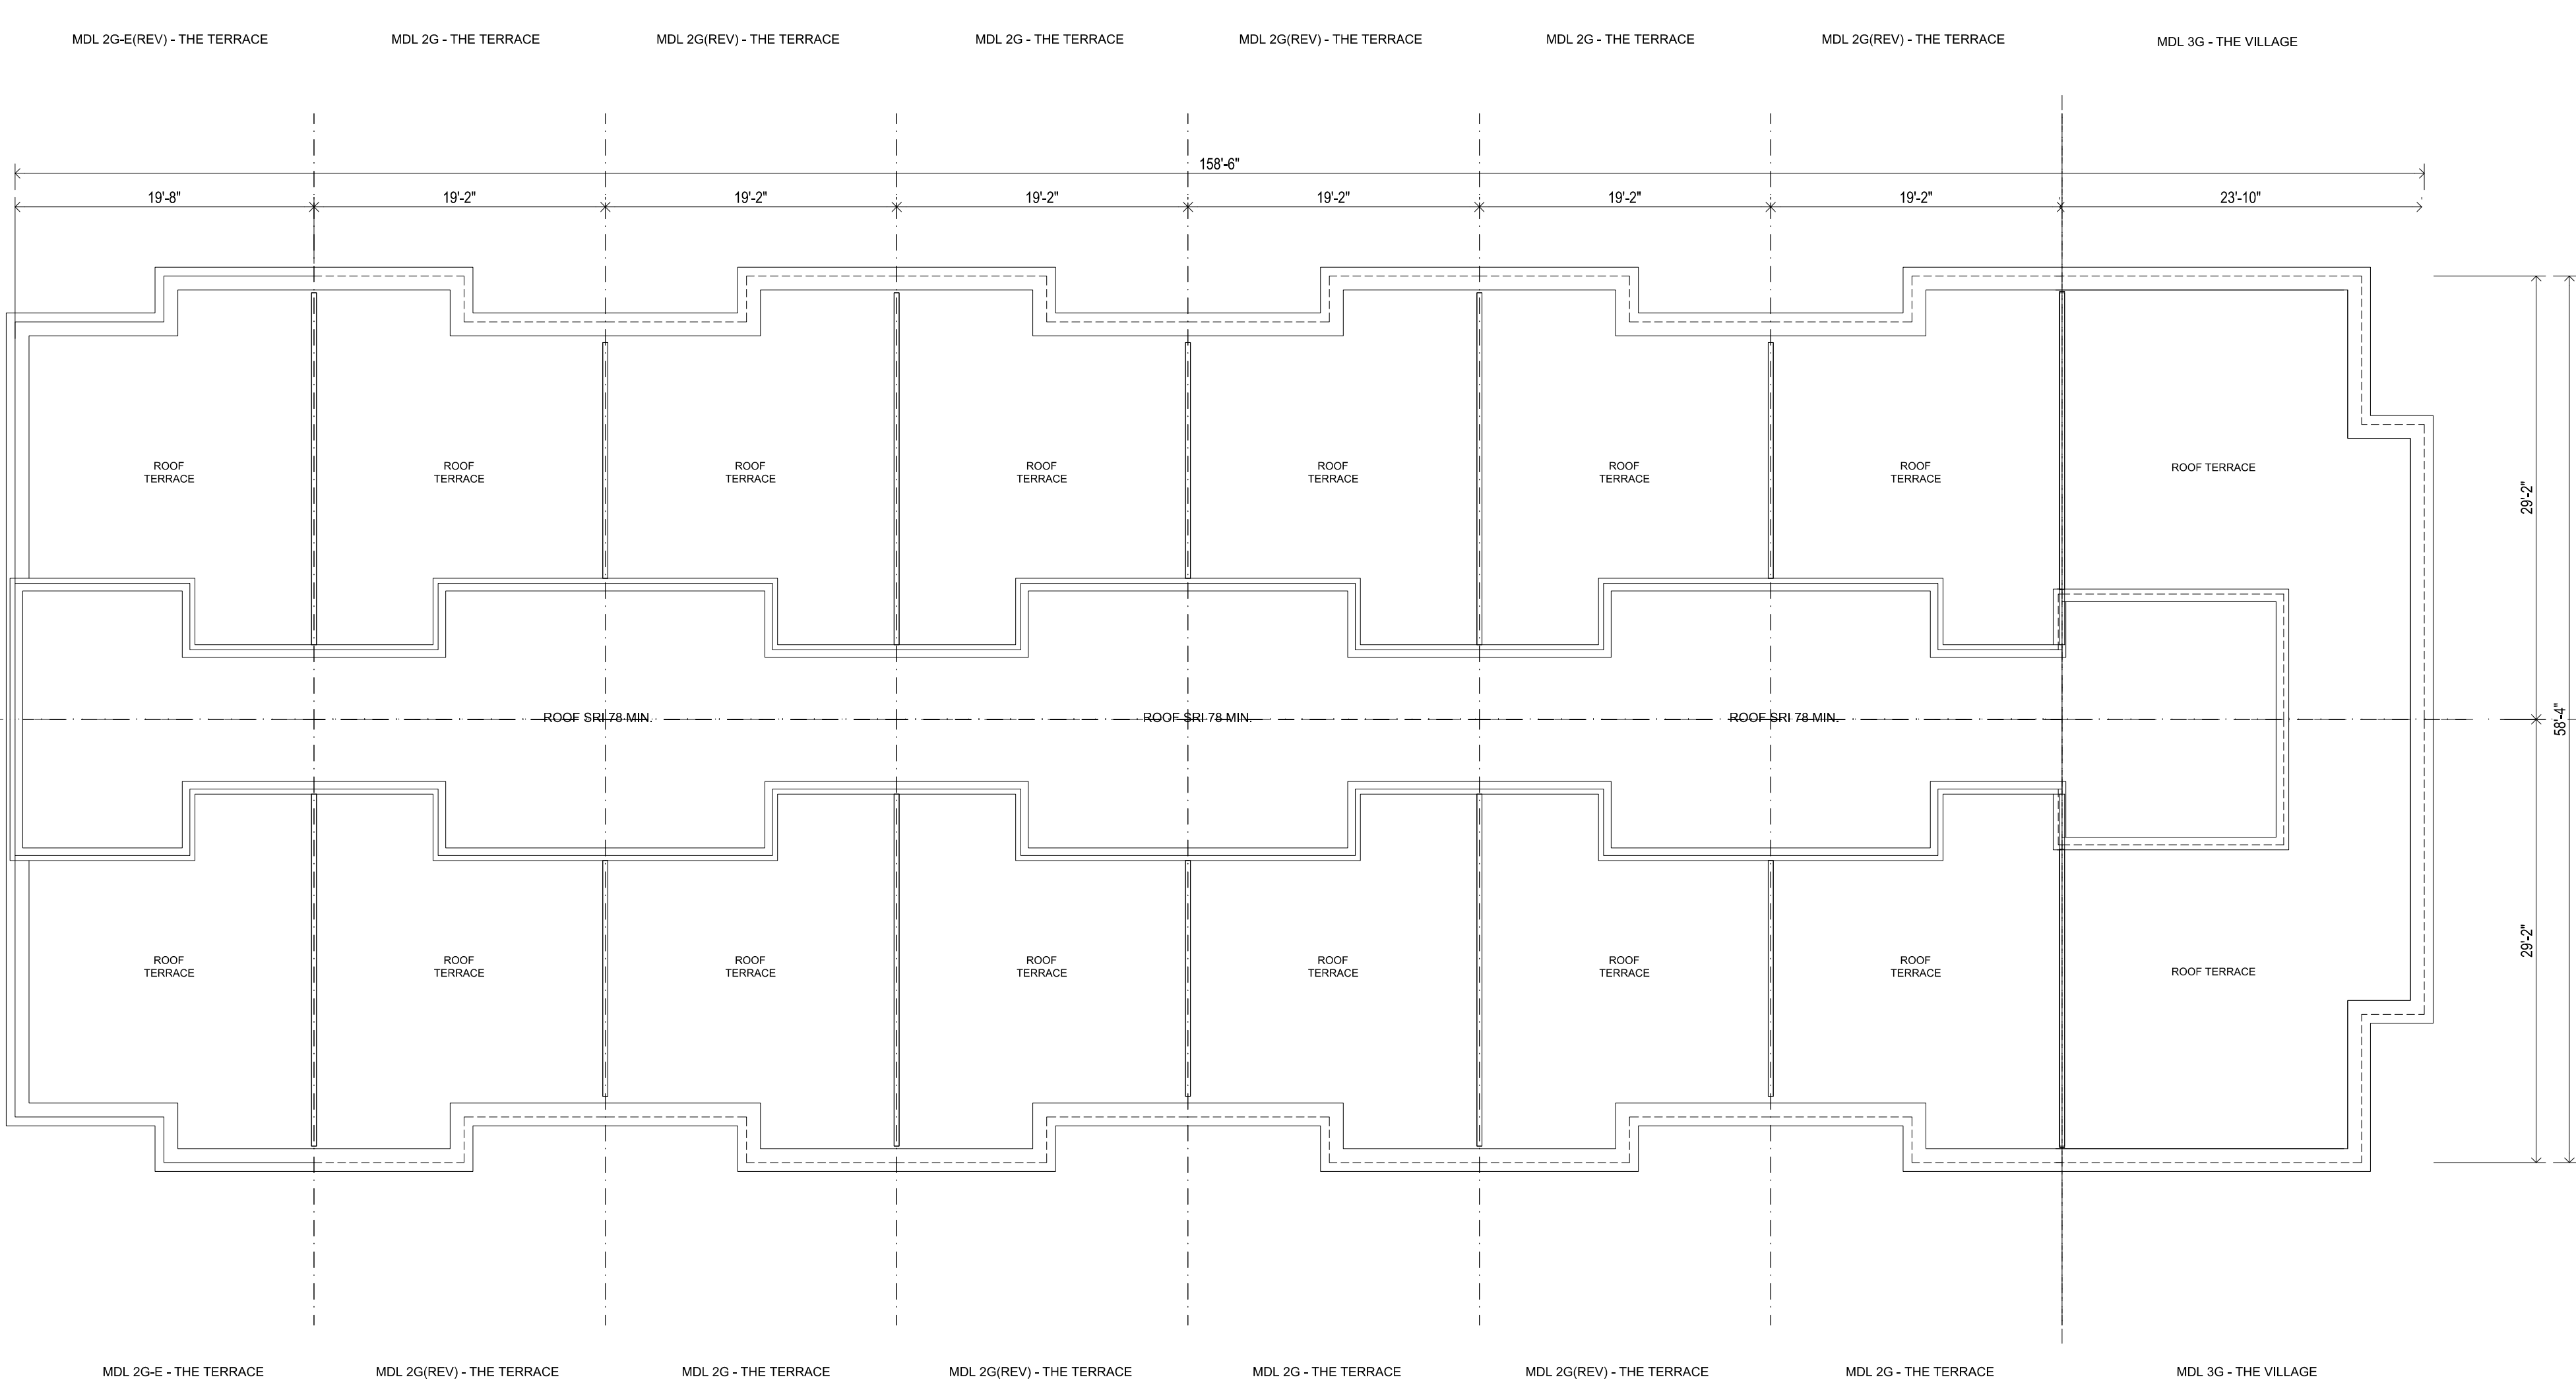 MDL 2G-E(REV) - THE TERRACE
MDL 2G - THE TERRACE
MDL 2G(REV) - THE TERRACE
MDL 2G - THE TERRACE
MDL 2G(REV) - THE TERRACE
MDL 2G - THE TERRACE
MDL 2G(REV) - THE TERRACE
MDL 3G - THE VILLAGE
158'-6"
19'-8"
19'-2"
19'-2"
19'-2"
19'-2"
19'-2"
19'-2"
23'-10"
ROOF
TERRACE
ROOF
TERRACE
ROOF
TERRACE
ROOF
TERRACE
ROOF
TERRACE
ROOF
TERRACE
ROOF
TERRACE
ROOF TERRACE
29'-2"
ROOF SRI 78 MIN.
ROOF SRI 78 MIN.
ROOF SRI 78 MIN.
58'-4"
ROOF
TERRACE
ROOF
TERRACE
ROOF
TERRACE
ROOF
TERRACE
ROOF
TERRACE
ROOF
TERRACE
ROOF
TERRACE
ROOF TERRACE
29'-2"
MDL 2G-E - THE TERRACE
MDL 2G(REV) - THE TERRACE
MDL 2G - THE TERRACE
MDL 2G(REV) - THE TERRACE
MDL 2G - THE TERRACE
MDL 2G(REV) - THE TERRACE
MDL 2G - THE TERRACE
MDL 3G - THE VILLAGE